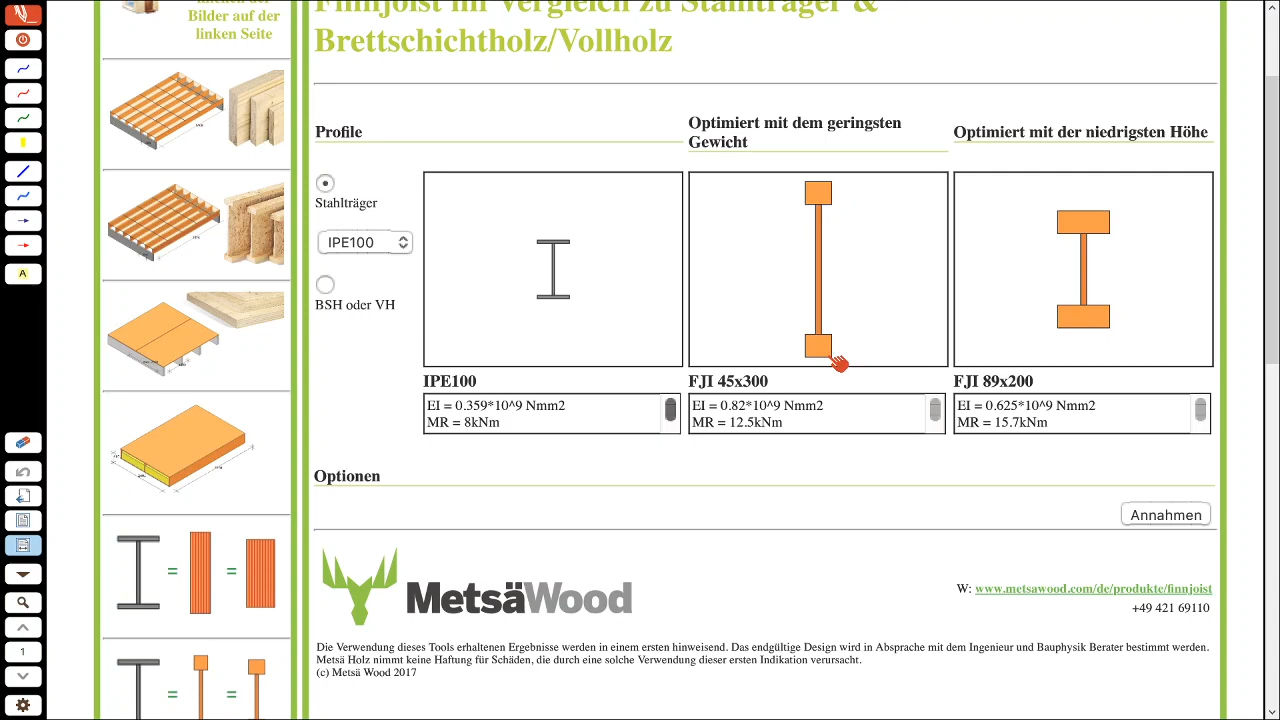 klicken der
Bilder auf der
linken Seite
Finnjoist im Vergleich zu Stahlträger &
Brettschichtholz/Vollholz
Profile
Optimiert mit dem geringsten
Gewicht
Optimiert mit der niedrigsten Höhe
Stahlträger
IPE100
BSH oder VH
IPE100
EI = 0.359*10^9 Nmm2
MR = 8kNm
FJI 45x300
EI = 0.82*10^9 Nmm2
MR = 12.5kNm
FJI 89x200
EI = 0.625*10^9 Nmm2
MR = 15.7kNm
Optionen
Annahmen
MetsäWood
W: www.metsawood.com/de/produkte/finnjoist
+49 421 69110
Die Verwendung dieses Tools erhaltenen Ergebnisse werden in einem ersten hinweisend. Das endgültige Design wird in Absprache mit dem Ingenieur und Bauphysik Berater bestimmt werden.
Metsä Holz nimmt keine Haftung für Schäden, die durch eine solche Verwendung dieser ersten Indikation verursacht.
(c) Metsä Wood 2017
A
1
= =
= =